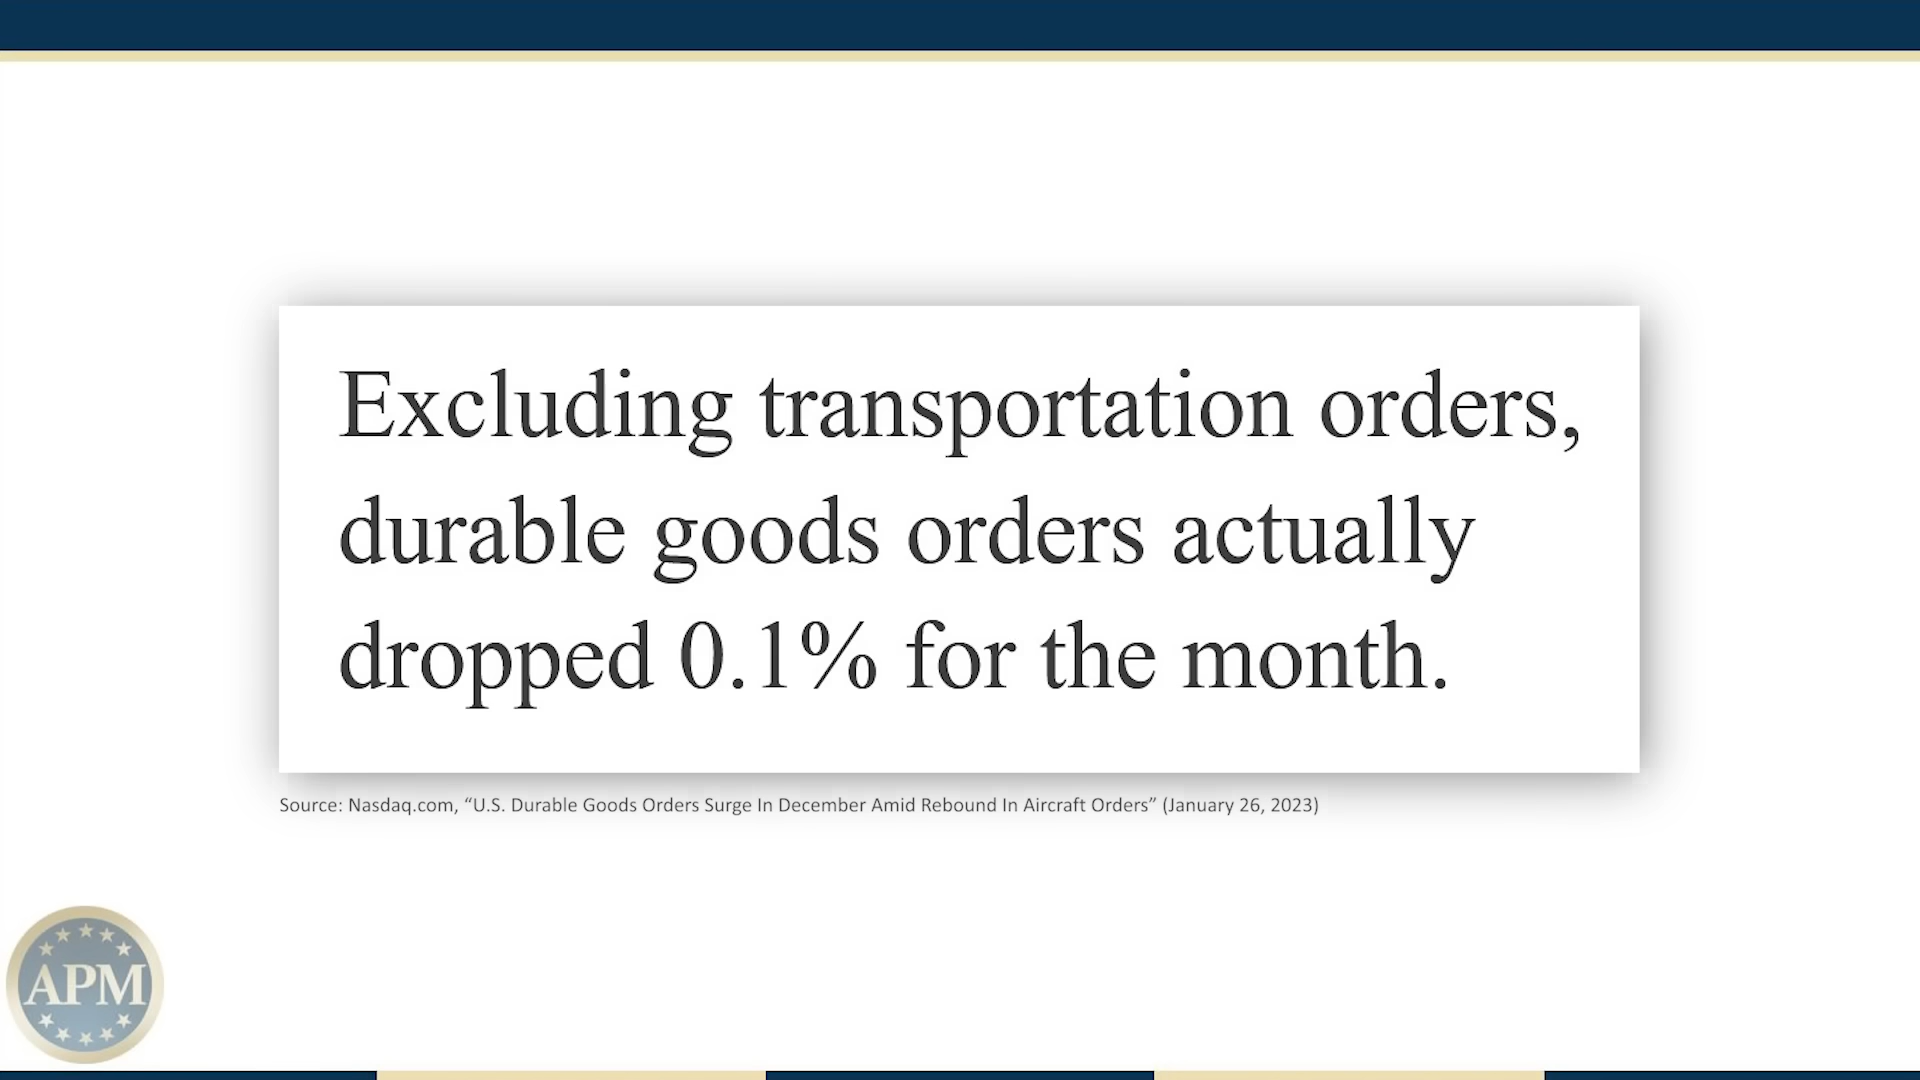 Excluding transportation orders,
durable goods orders actually
dropped 0.1% for the month.
Source: Nasdaq.com, “U.S. Durable Goods Orders Surge In December Amid Rebound In Aircraft Orders” (January 26, 2023)
APM